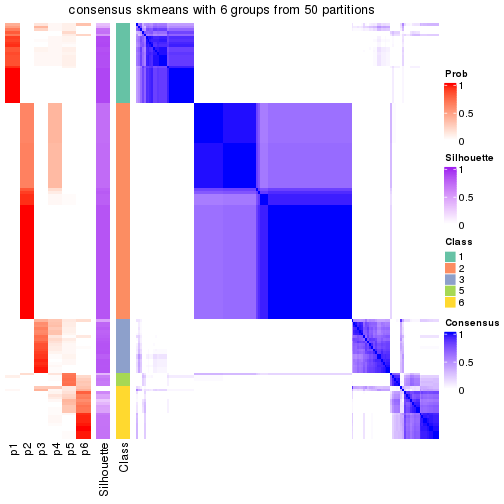 consensus skmeans with 6 groups from 50 partitions
Prob
1
0.5
0
Silhouette
1
0.5
0
Class
1
2
3
5
6
Consensus
1
0.5
0
p1
p2
p3
p4
p5
p6
Silhouette
Class